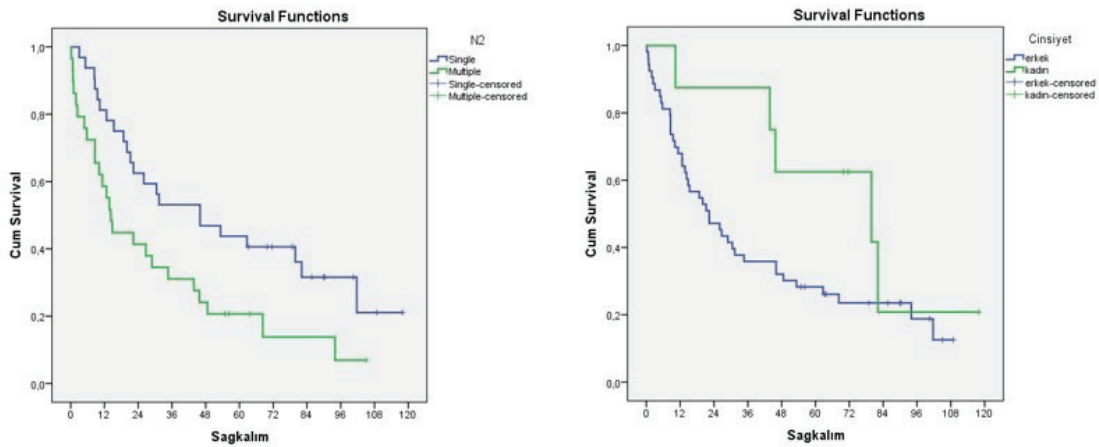 Survival Functions
N2
Single
Multiple
Single-censored
Multiple-censored
1,0
0,8
0,6
0,4
0,2
0,0
Cum Survival
0 12 24 36 48 60 72 84 96 108 120
Sagkalım
Survival Functions
Cinsiyet
erkek
kadın
erkek-censored
kadın-censored
1,0
0,8
0,6
0,4
0,2
0,0
Cum Survival
0 12 24 36 48 60 72 84 96 108 120
Sagkalım